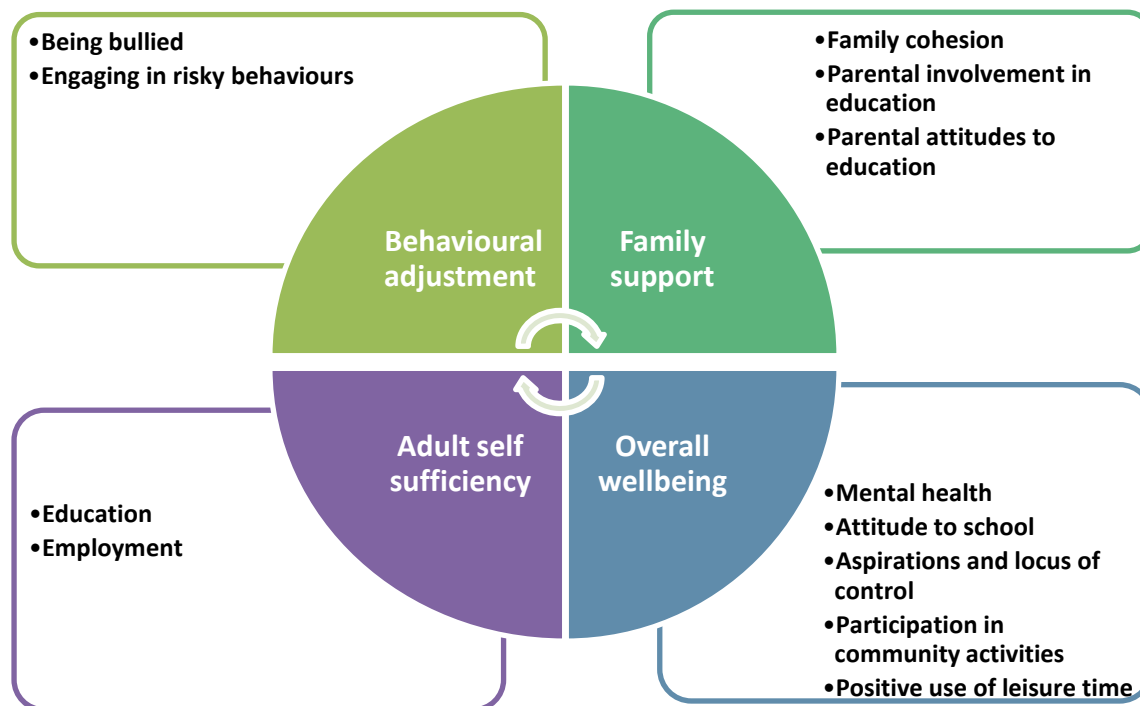 •Being bullied
•Engaging in risky behaviours
•Family cohesion
•Parental involvement in
education
•Parental attitudes to
education
Behavioural
adjustment
Family
support
Adult self
sufficiency
Overall
wellbeing
•Education
•Employment
•Mental health
•Attitude to school
•Aspirations and locus of
control
•Participation in
community activities
•Positive use of leisure time